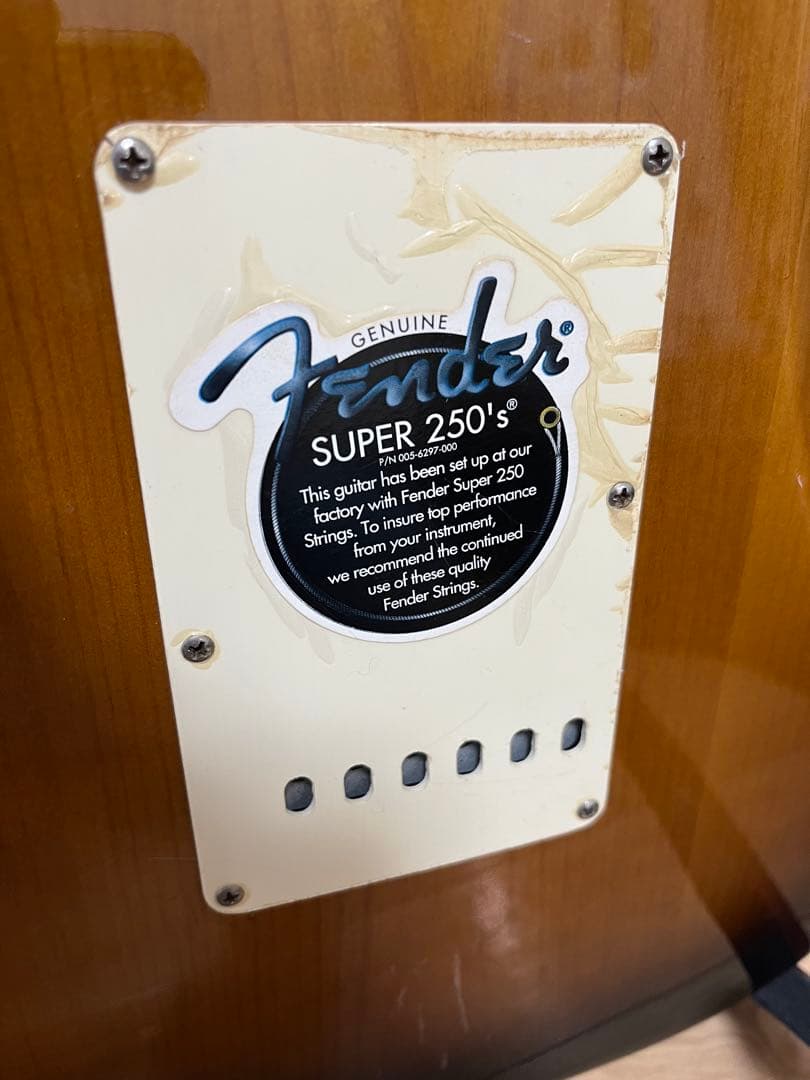 GENUINE
Fender®
SUPER 250's®
P/N 005-6297-000
This guitar has been set up at our
factory with Fender Super 250
Strings. To insure top performance
from your instrument,
we recommend the continued
use of these quality
Fender Strings.